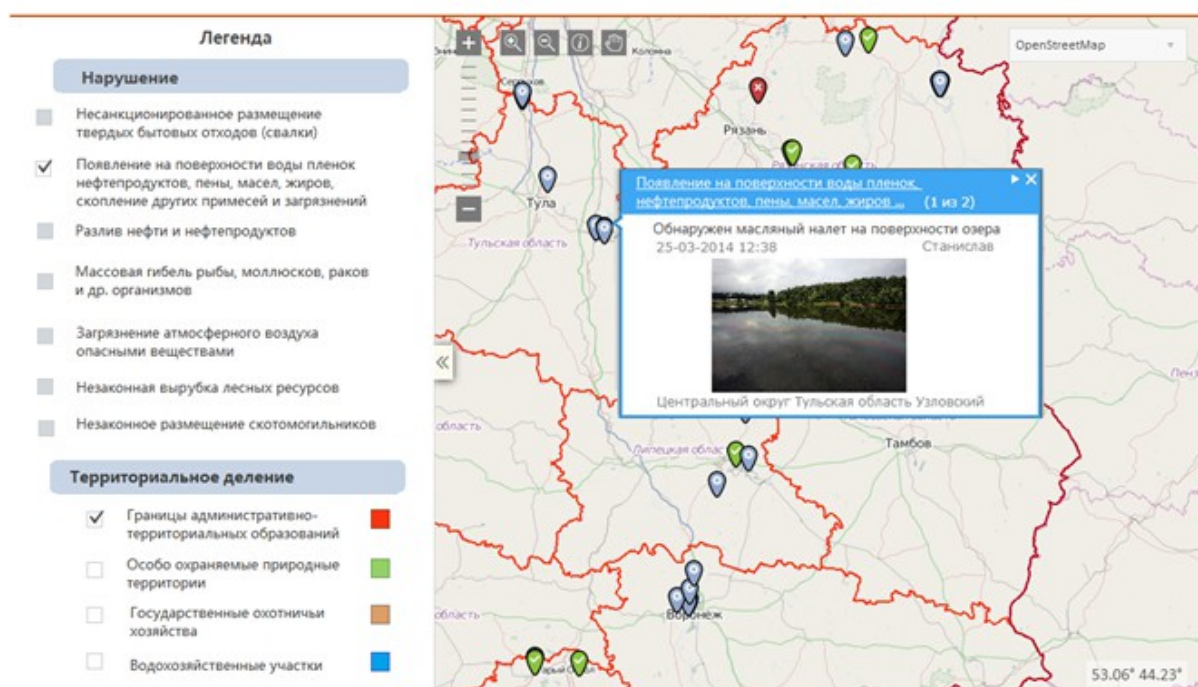 Легенда
Нарушение
Несанкционированное размещение
твердых бытовых отходов (свалки)
Появление на поверхности воды пленок
нефтепродуктов, пены, масел, жиров,
скопление других примесей и загрязнений
Разлив нефти и нефтепродуктов
Массовая гибель рыбы, моллюсков, раков
и др. организмов
Загрязнение атмосферного воздуха
опасными веществами
Незаконная вырубка лесных ресурсов
Незаконное размещение скотомогильников
Территориальное деление
Границы административно-
территориальных образований
Особо охраняемые природные
территории
Государственные охотничьи
хозяйства
Водохозяйственные участки
OpenStreetMap
Коломна
Серпухов
Рязань
Рязанская область
Тула
Тульская область
Появление на поверхности воды пленок,
нефтепродуктов, пены, масел, жиров ... (1 из 2)
Обнаружен масляный налет на поверхности озера
25-03-2014 12:38 Станислав
Центральный округ Тульская область Узловский
область
Липецкая облас
Тамбов
Пенз
область
Воронеж
53.06° 44.23°